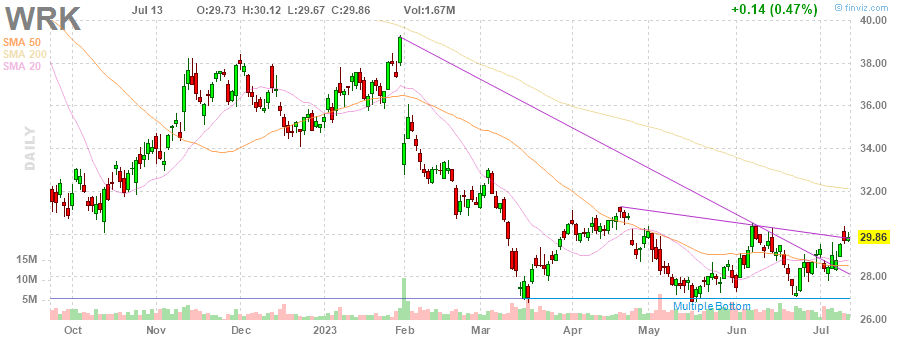 WRK Jul 13 O:29.73 H:30.12 L:29.67 C:29.86 Vol:1.67M +0.14 (0.47%) © finviz.com
SMA 50
SMA 200
SMA 20
DAILY
40.00
38.00
36.00
34.00
32.00
29.86
28.00
26.00
15M
10M
5M
Multiple Bottom
Oct Nov Dec 2023 Feb Mar Apr May Jun Jul